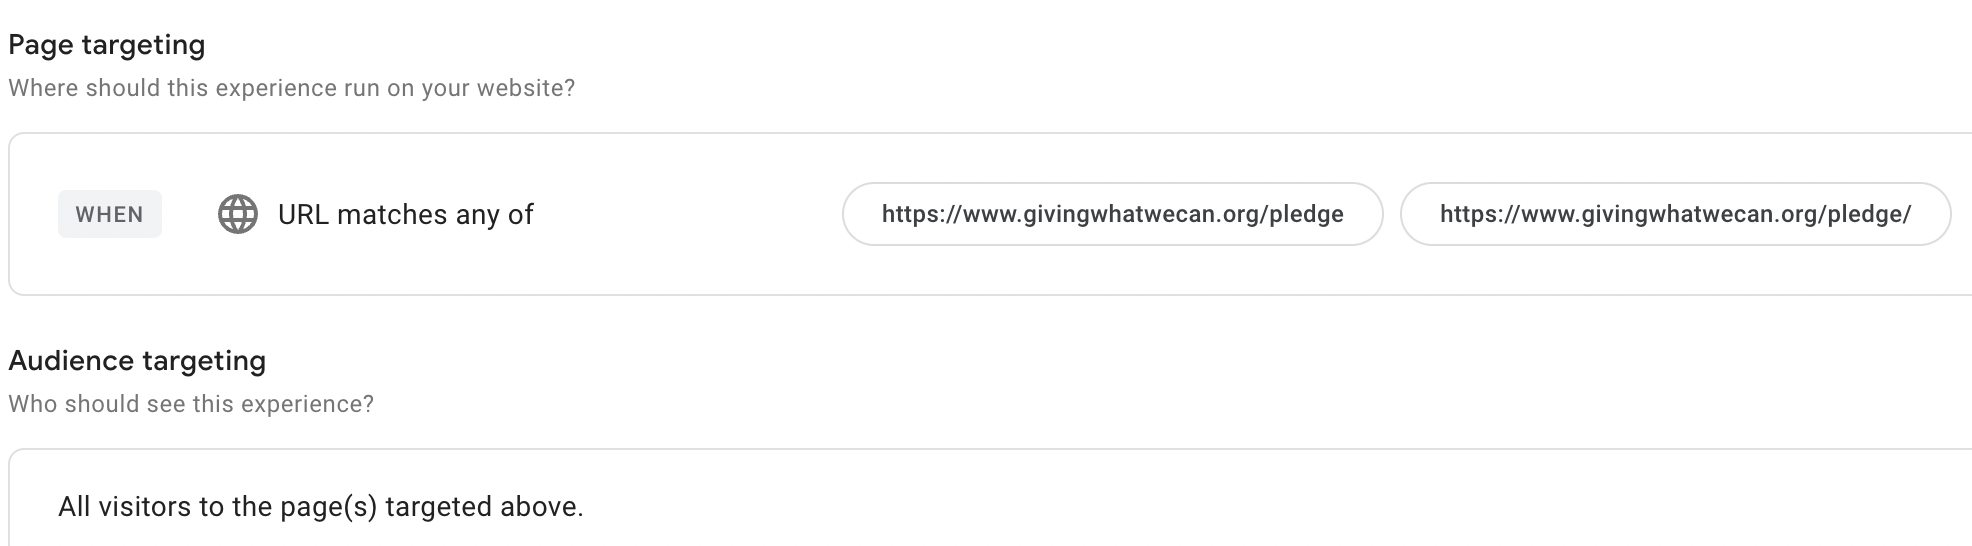 Page targeting
Where should this experience run on your website?
WHEN URL matches any of https://www.givingwhatwecan.org/pledge https://www.givingwhatwecan.org/pledge/
Audience targeting
Who should see this experience?
All visitors to the page(s) targeted above.